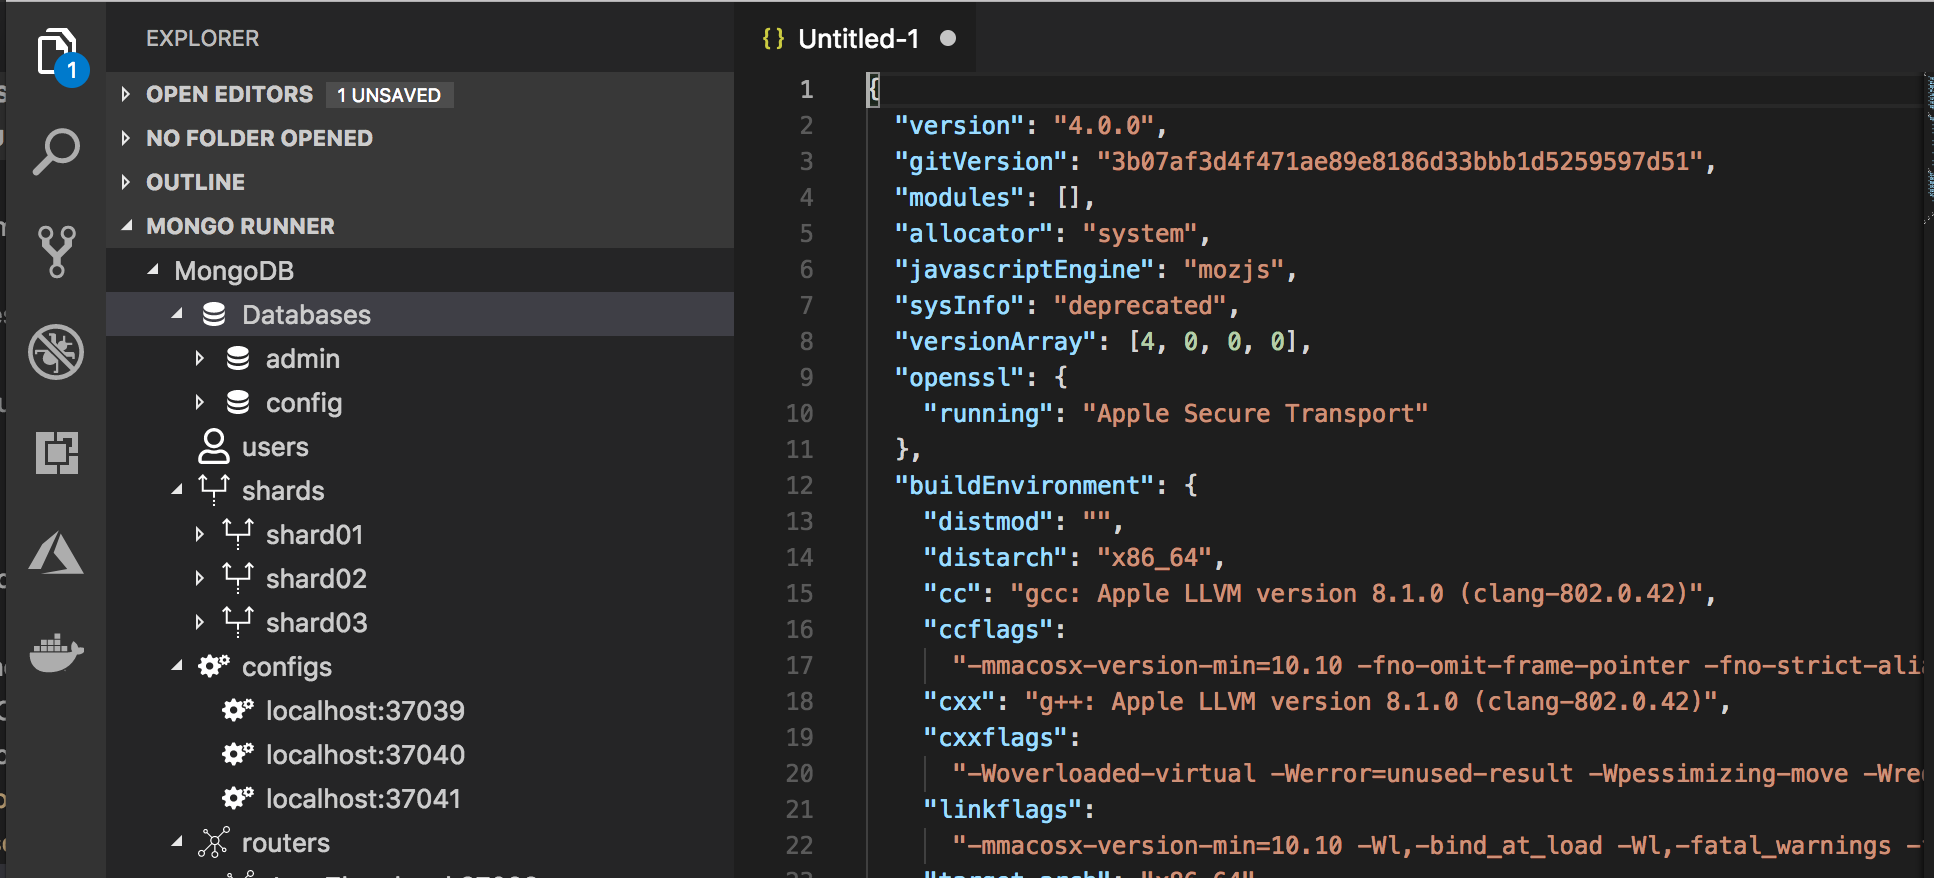 1
EXPLORER
OPEN EDITORS 1 UNSAVED
NO FOLDER OPENED
OUTLINE
MONGO RUNNER
MongoDB
Databases
admin
config
users
shards
shard01
shard02
shard03
configs
localhost:37039
localhost:37040
localhost:37041
routers
{} Untitled-1
1 {
2 "version": "4.0.0",
3 "gitVersion": "3b07af3d4f471ae89e8186d33bbb1d5259597d51",
4 "modules": [],
5 "allocator": "system",
6 "javascriptEngine": "mozjs",
7 "sysInfo": "deprecated",
8 "versionArray": [4, 0, 0, 0],
9 "openssl": {
10 "running": "Apple Secure Transport"
11 },
12 "buildEnvironment": {
13 "distmod": "",
14 "distarch": "x86_64",
15 "cc": "gcc: Apple LLVM version 8.1.0 (clang-802.0.42)",
16 "ccflags":
17 "-mmacosx-version-min=10.10 -fno-omit-frame-pointer -fno-strict-alia
18 "cxx": "g++: Apple LLVM version 8.1.0 (clang-802.0.42)",
19 "cxxflags":
20 "-Woverloaded-virtual -Werror=unused-result -Wpessimizing-move -Wred
21 "linkflags":
22 "-mmacosx-version-min=10.10 -Wl,-bind_at_load -Wl,-fatal_warnings -
23 "target_arch": "x86_64"